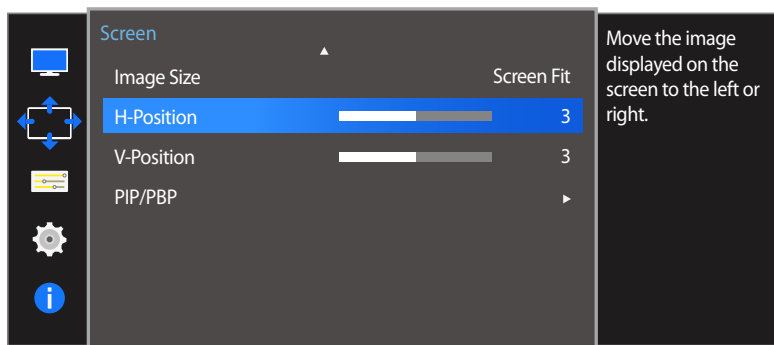 Screen
Image Size Screen Fit
H-Position 3
V-Position 3
PIP/PBP
Move the image
displayed on the
screen to the left or
right.
i